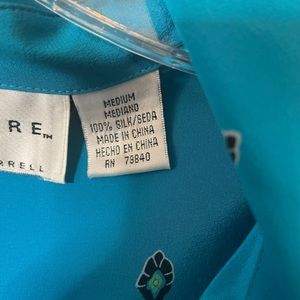 RE™
RRELL
MEDIUM
MEDIANO
100% SILK/SEDA
MADE IN CHINA
HECHO EN CHINA
RN 73840